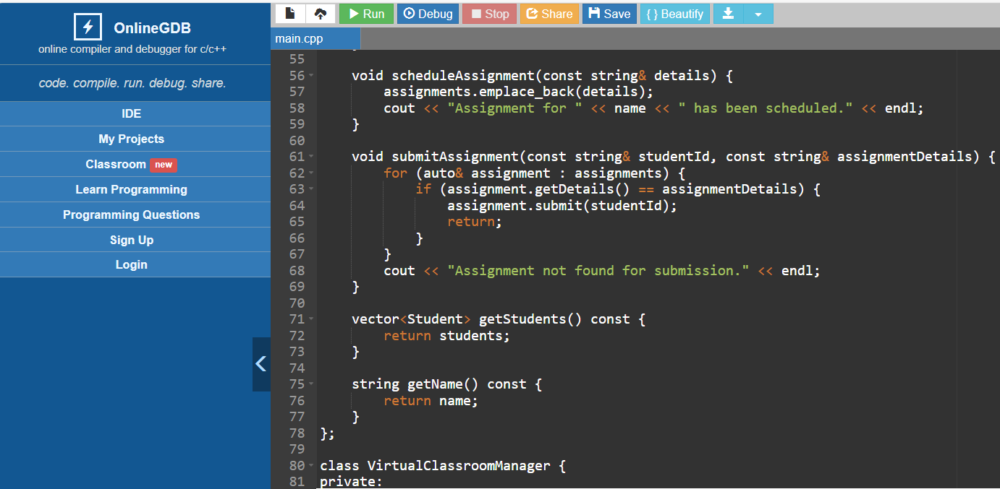 OnlineGDB
online compiler and debugger for c/c++
code. compile. run. debug. share.
IDE
My Projects
Classroom new
Learn Programming
Programming Questions
Sign Up
Login
Run Debug Stop Share Save { } Beautify
main.cpp
55
56 void scheduleAssignment(const string& details) {
57 assignments.emplace_back(details);
58 cout << "Assignment for " << name << " has been scheduled." << endl;
59 }
60
61 void submitAssignment(const string& studentId, const string& assignmentDetails) {
62 for (auto& assignment : assignments) {
63 if (assignment.getDetails() == assignmentDetails) {
64 assignment.submit(studentId);
65 return;
66 }
67 }
68 cout << "Assignment not found for submission." << endl;
69 }
70
71 vector<Student> getStudents() const {
72 return students;
73 }
74
75 string getName() const {
76 return name;
77 }
78 };
79
80 class VirtualClassroomManager {
81 private: